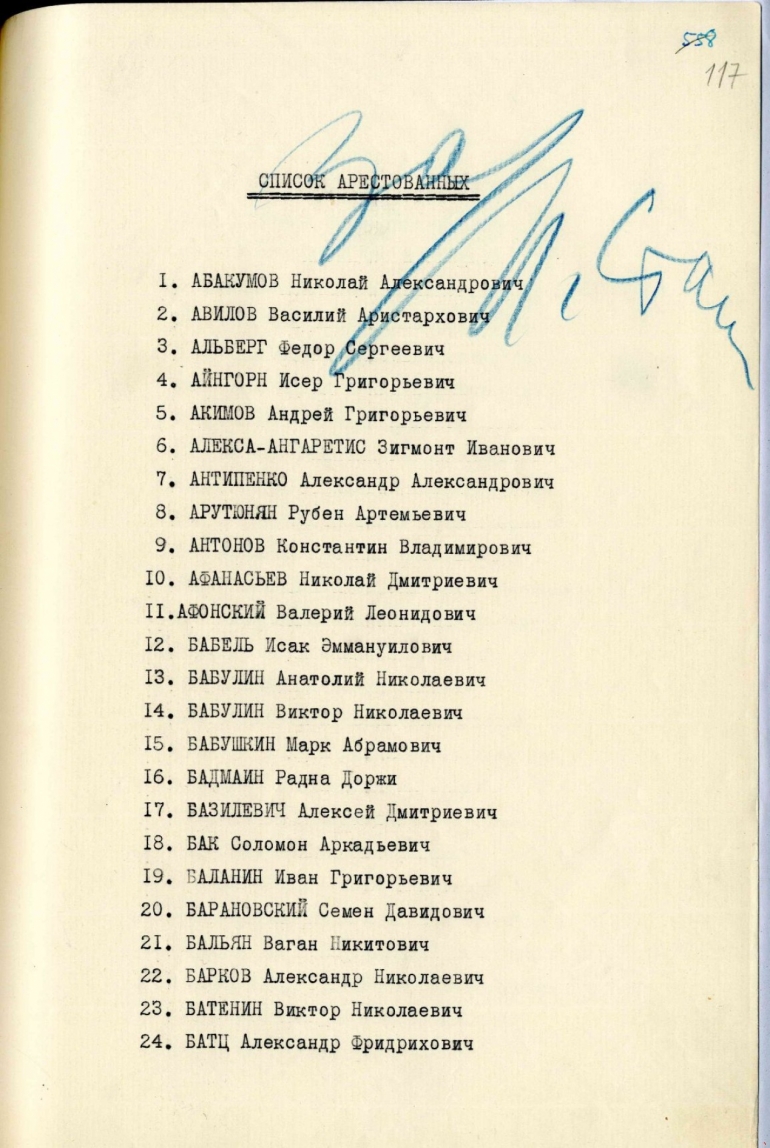 558
117
за
И. Стал
СПИСОК АРЕСТОВАННЫХ
I. АБАКУМОВ Николай Александрович
2. АВИЛОВ Василий Аристархович
3. АЛЬБЕРГ Федор Сергеевич
4. АЙНГОРН Исер Григорьевич
5. АКИМОВ Андрей Григорьевич
6. АЛЕКСА-АНГАРЕТИС Зигмонт Иванович
7. АНТИПЕНКО Александр Александрович
8. АРУТЮНЯН Рубен Артемьевич
9. АНТОНОВ Константин Владимирович
I0. АФАНАСЬЕВ Николай Дмитриевич
II.АФОНСКИЙ Валерий Леонидович
I2. БАБЕЛЬ Исак Эммануилович
I3. БАБУЛИН Анатолий Николаевич
I4. БАБУЛИН Виктор Николаевич
I5. БАБУШКИН Марк Абрамович
I6. БАДМАИН Радна Доржи
I7. БАЗИЛЕВИЧ Алексей Дмитриевич
I8. БАК Соломон Аркадьевич
I9. БАЛАНИН Иван Григорьевич
20. БАРАНОВСКИЙ Семен Давидович
2I. БАЛЬЯН Ваган Никитович
22. БАРКОВ Александр Николаевич
23. БАТЕНИН Виктор Николаевич
24. БАТЦ Александр Фридрихович